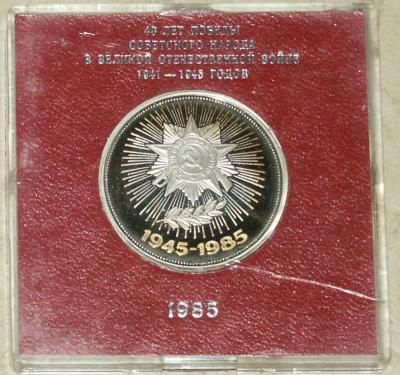 40 ЛЕТ ПОБЕДЫ
СОВЕТСКОГО НАРОДА
В ВЕЛИКОЙ ОТЕЧЕСТВЕННОЙ ВОЙНЕ
1941 — 1945 ГОДОВ
1945-1985
1985